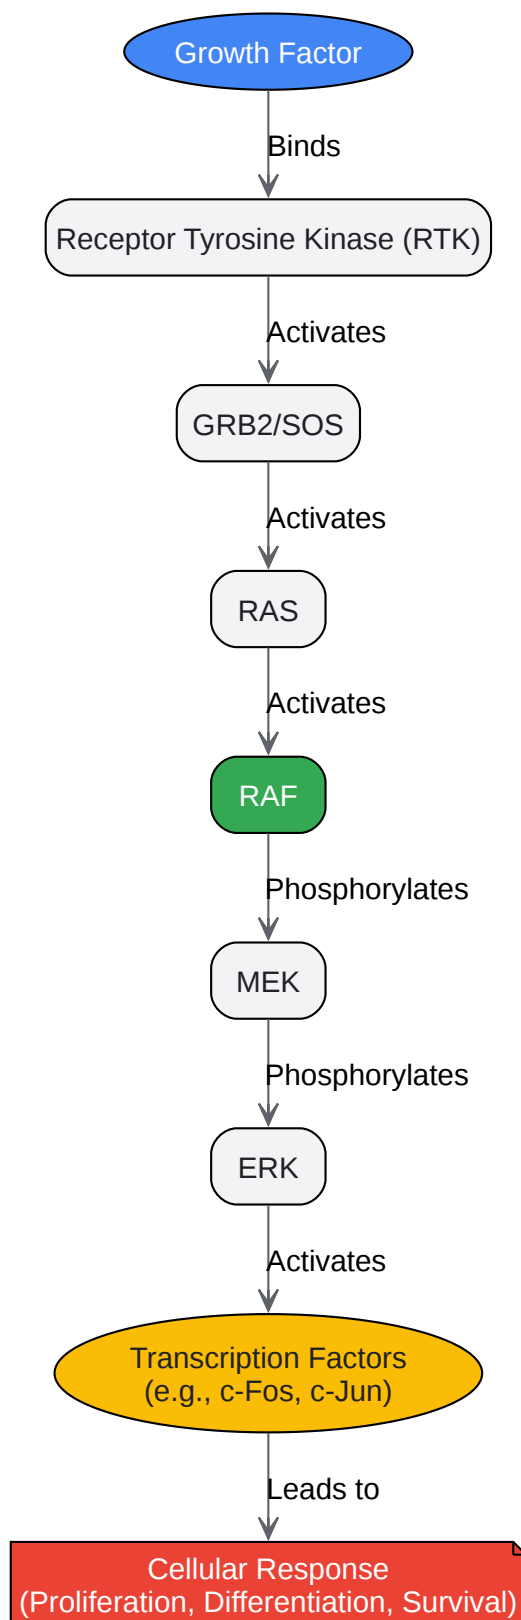 Growth Factor
Binds
Receptor Tyrosine Kinase (RTK)
Activates
GRB2/SOS
Activates
RAS
Activates
RAF
Phosphorylates
MEK
Phosphorylates
ERK
Activates
Transcription Factors
(e.g., c-Fos, c-Jun)
Leads to
Cellular Response
(Proliferation, Differentiation, Survival)